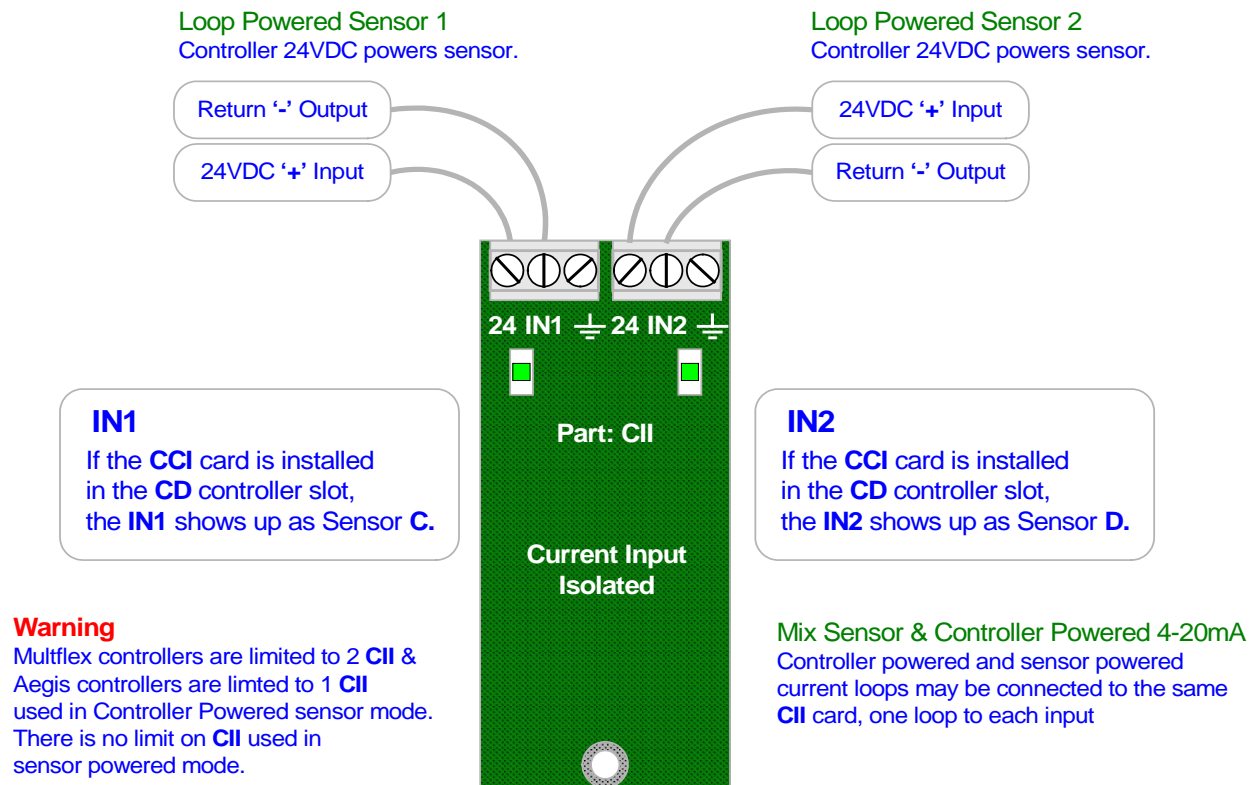 Loop Powered Sensor 1
Controller 24VDC powers sensor.
Return ‘-’ Output
24VDC ‘+’ Input
Loop Powered Sensor 2
Controller 24VDC powers sensor.
24VDC ‘+’ Input
Return ‘-’ Output
24 IN1 24 IN2
Part: CII
Current Input
Isolated
IN1
If the CCI card is installed
in the CD controller slot,
the IN1 shows up as Sensor C.
IN2
If the CCI card is installed
in the CD controller slot,
the IN2 shows up as Sensor D.
Warning
Multflex controllers are limited to 2 CII &
Aegis controllers are limted to 1 CII
used in Controller Powered sensor mode.
There is no limit on CII used in
sensor powered mode.
Mix Sensor & Controller Powered 4-20mA
Controller powered and sensor powered
current loops may be connected to the same
CII card, one loop to each input